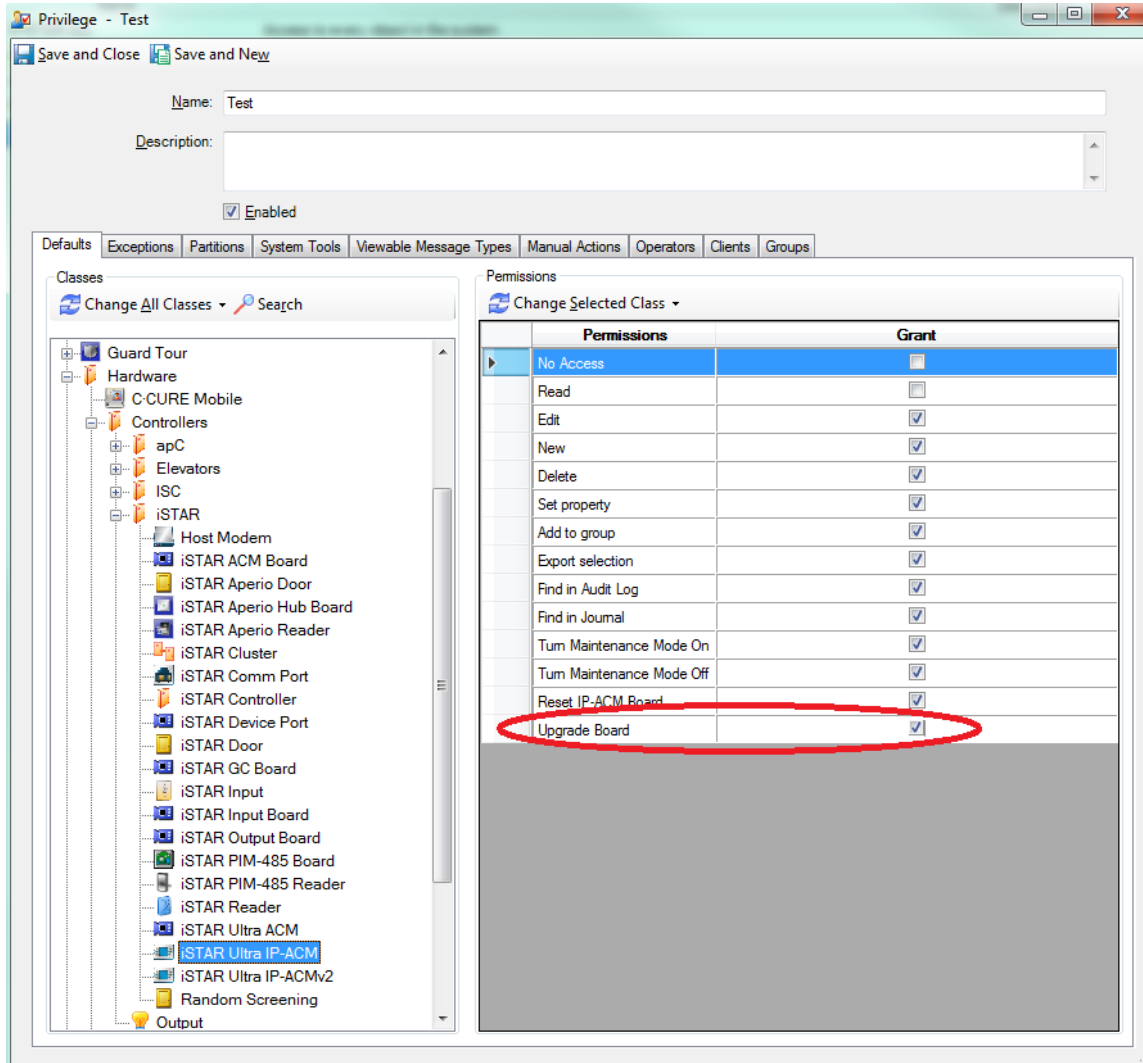 Privilege - Test
Save and Close Save and New
Name: Test
Description:
Enabled
Defaults Exceptions Partitions System Tools Viewable Message Types Manual Actions Operators Clients Groups
Classes
Change All Classes Search
Guard Tour
Hardware
C·CURE Mobile
Controllers
apC
Elevators
ISC
iSTAR
Host Modem
iSTAR ACM Board
iSTAR Aperio Door
iSTAR Aperio Hub Board
iSTAR Aperio Reader
iSTAR Cluster
iSTAR Comm Port
iSTAR Controller
iSTAR Device Port
iSTAR Door
iSTAR GC Board
iSTAR Input
iSTAR Input Board
iSTAR Output Board
iSTAR PIM-485 Board
iSTAR PIM-485 Reader
iSTAR Reader
iSTAR Ultra ACM
iSTAR Ultra IP-ACM
iSTAR Ultra IP-ACMv2
Random Screening
Output
Permissions
Change Selected Class
Permissions Grant
No Access
Read
Edit
New
Delete
Set property
Add to group
Export selection
Find in Audit Log
Find in Journal
Turn Maintenance Mode On
Turn Maintenance Mode Off
Reset IP-ACM Board
Upgrade Board